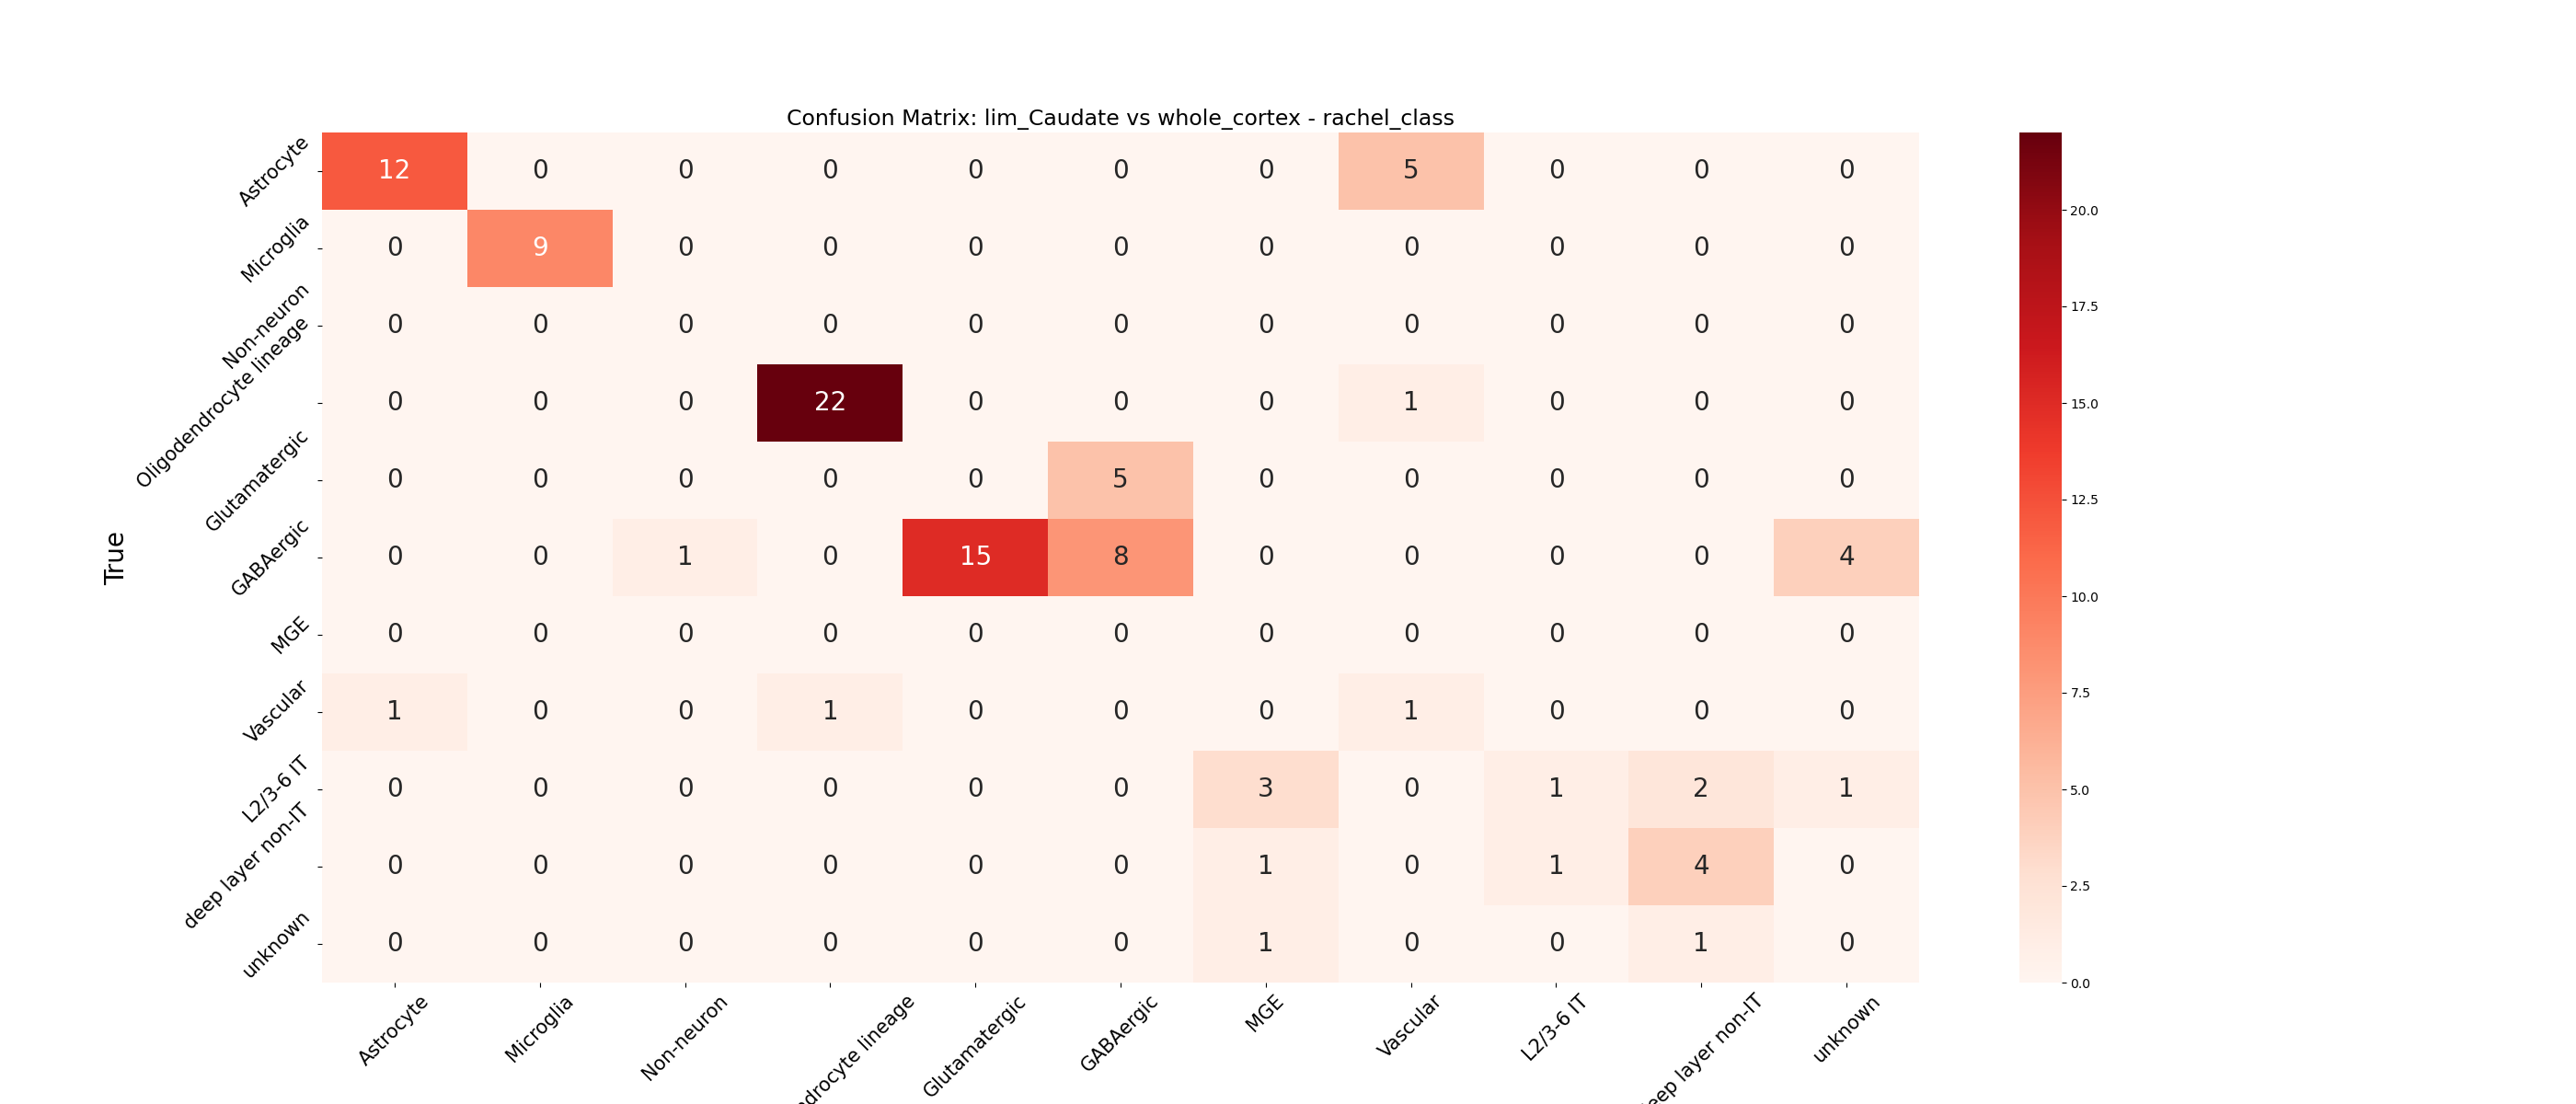 Confusion Matrix: lim_Caudate vs whole_cortex - rachel_class
True
Astrocyte 12 0 0 0 0 0 0 5 0 0 0
Microglia 0 9 0 0 0 0 0 0 0 0 0
Non-neuron 0 0 0 0 0 0 0 0 0 0 0
Oligodendrocyte lineage 0 0 0 22 0 0 0 1 0 0 0
Glutamatergic 0 0 0 0 0 5 0 0 0 0 0
GABAergic 0 0 1 0 15 8 0 0 0 0 4
MGE 0 0 0 0 0 0 0 0 0 0 0
Vascular 1 0 0 1 0 0 0 1 0 0 0
L2/3-6 IT 0 0 0 0 0 0 3 0 1 2 1
deep layer non-IT 0 0 0 0 0 0 1 0 1 4 0
unknown 0 0 0 0 0 0 1 0 0 1 0
Astrocyte Microglia Non-neuron ndrocyte lineage Glutamatergic GABAergic MGE Vascular L2/3-6 IT eep layer non-IT unknown
20.0
17.5
15.0
12.5
10.0
7.5
5.0
2.5
0.0